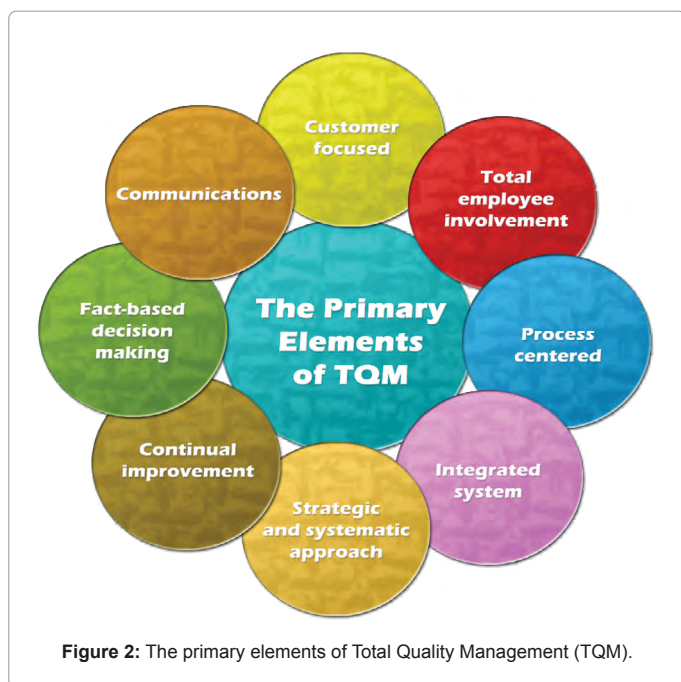 Customer
focused
Total
employee
involvement
Process
centered
Integrated
system
Strategic
and systematic
approach
Continual
improvement
Fact-based
decision
making
Communications
The Primary
Elements
of TQM
Figure 2: The primary elements of Total Quality Management (TQM).